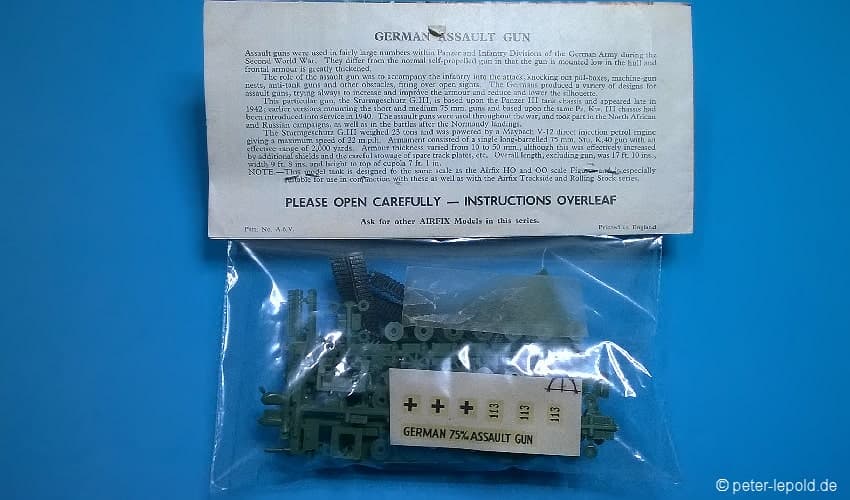 GERMAN ASSAULT GUN
Assault guns were used in fairly large numbers within Panzer and Infantry Divisions of the German Army during the
Second World War. They differ from the normal self-propelled gun in that the gun is mounted low in the hull and
frontal armour is greatly thickened.
The role of the assault gun was to accompany the infantry into the attack, knocking out pill-boxes, machine-gun
nests, anti-tank guns and other obstacles, firing over open sights. The Germans produced a variety of designs for
assault guns, trying always to increase and improve the armour and to lower the silhouette.
This particular gun, the Sturmgeschutz G.III, is based upon the Panzer III tank chassis and appeared late in
1942; earlier versions mounting the short and medium 75 mm. guns and based upon the same Pz. Kw. III chassis had
been introduced into service in 1940. The assault guns were used throughout the war, and took part in the North African
and Russian campaigns, as well as in the battles after the Normandy landings.
The Sturmgeschutz G.III weighed 23 tons and was powered by a Maybach V-12 direct injection petrol engine
giving a maximum speed of 22 m.p.h. Armament consisted of a single long-barrelled 75 mm. Stu. K.40 gun with an
effective range of 2,000 yards. Armour thickness varied from 10 to 50 mm., although this was effectively increased
by additional shields and the careful stowage of spare track plates, etc. Overall length, excluding gun, was 17 ft. 10 ins.,
width 9 ft. 8 ins. and height to top of cupola 7 ft. 1 in.
NOTE.—This model tank is designed to the same scale as the Airfix HO and OO scale Figures and is especially
suitable for use in conjunction with these as well as with the Airfix Trackside and Rolling Stock series.
PLEASE OPEN CAREFULLY — INSTRUCTIONS OVERLEAF
Ask for other AIRFIX Models in this series.
Patt. No. A.6.V. Printed in England
113 113 113
GERMAN 75% ASSAULT GUN
© peter-lepold.de